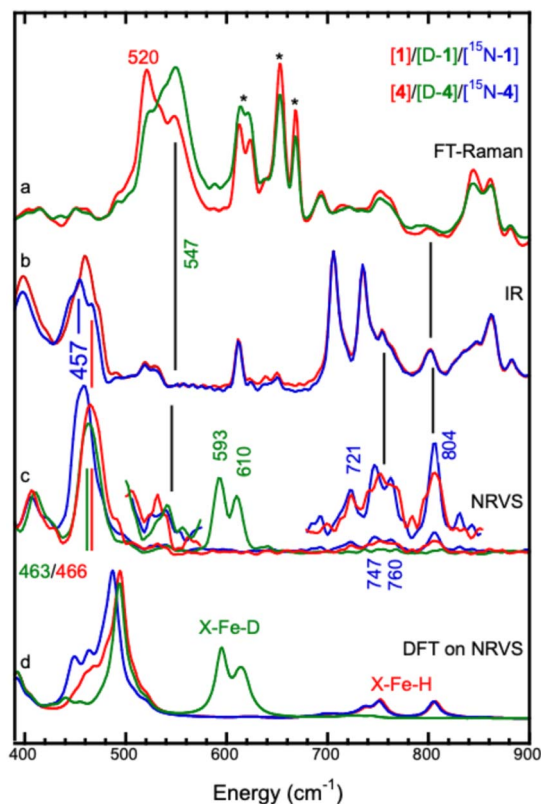 520
[1]/[D-1]/[¹⁵N-1]
[4]/[D-4]/[¹⁵N-4]
* * *
FT-Raman
a
547
b
IR
457
593
610
721
804
c
NRVS
463/466
747
760
X-Fe-D
DFT on NRVS
d
X-Fe-H
400 500 600 700 800 900
Energy (cm⁻¹)